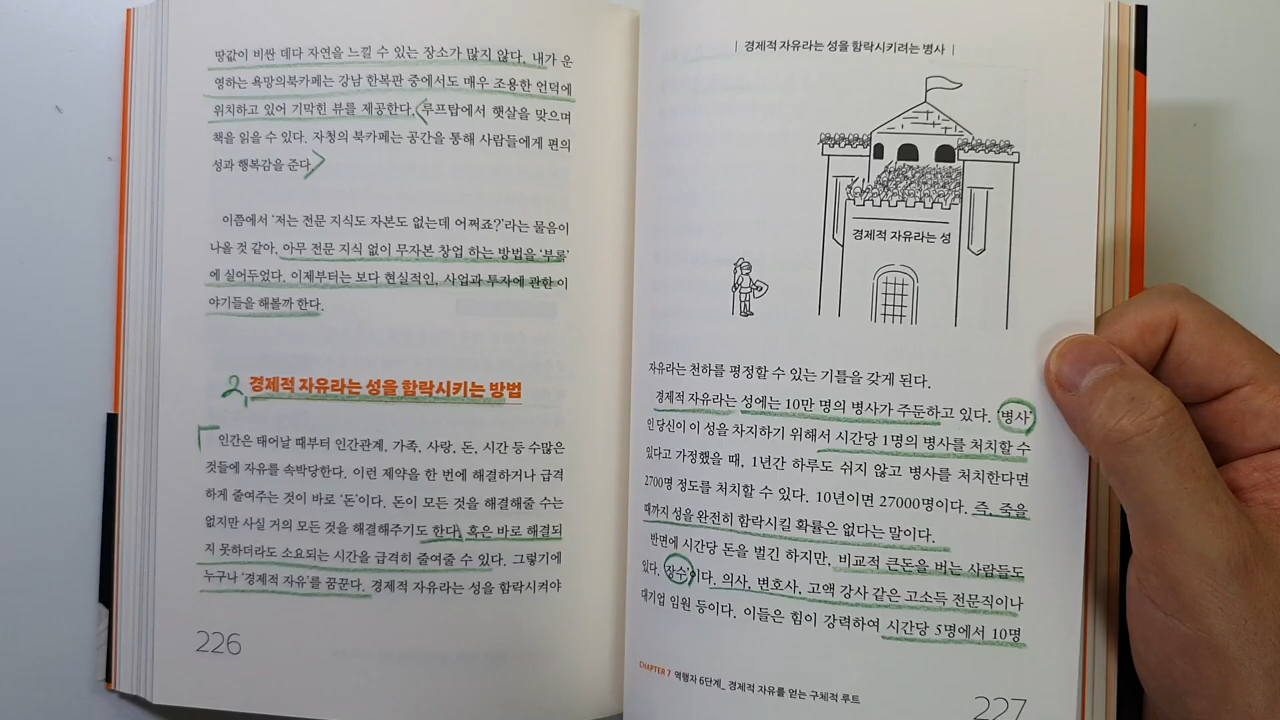 땅값이 비싼 데다 자연을 느낄 수 있는 장소가 많지 않다. 내가 운
영하는 욕망의북카페는 강남 한복판 중에서도 매우 조용한 언덕에
위치하고 있어 기막힌 뷰를 제공한다. 루프탑에서 햇살을 맞으며
책을 읽을 수 있다. 자청의 북카페는 공간을 통해 사람들에게 편의
성과 행복감을 준다.
이쯤에서 ‘저는 전문 지식도 자본도 없는데 어쩌죠?’라는 물음이
나올 것 같아, 아무 전문 지식 없이 무자본 창업 하는 방법을 ‘부록’
에 실어두었다. 이제부터는 보다 현실적인, 사업과 투자에 관한 이
야기들을 해볼까 한다.
2, 경제적 자유라는 성을 함락시키는 방법
인간은 태어날 때부터 인간관계, 가족, 사랑, 돈, 시간 등 수많은
것들에 자유를 속박당한다. 이런 제약을 한 번에 해결하거나 급격
하게 줄여주는 것이 바로 ‘돈’이다. 돈이 모든 것을 해결해줄 수는
없지만 사실 거의 모든 것을 해결해주기도 한다. 혹은 바로 해결되
지 못하더라도 소요되는 시간을 급격히 줄여줄 수 있다. 그렇기에
누구나 ‘경제적 자유’를 꿈꾼다. 경제적 자유라는 성을 함락시켜야
226
| 경제적 자유라는 성을 함락시키려는 병사 |
경제적 자유라는 성
자유라는 천하를 평정할 수 있는 기틀을 갖게 된다.
경제적 자유라는 성에는 10만 명의 병사가 주둔하고 있다. ‘병사’
인 당신이 이 성을 차지하기 위해서 시간당 1명의 병사를 처치할 수
있다고 가정했을 때, 1년간 하루도 쉬지 않고 병사를 처치한다면
2700명 정도를 처치할 수 있다. 10년이면 27000명이다. 즉, 죽을
때까지 성을 완전히 함락시킬 확률은 없다는 말이다.
반면에 시간당 돈을 벌긴 하지만, 비교적 큰돈을 버는 사람들도
있다. ‘장수’이다. 의사, 변호사, 고액 강사 같은 고소득 전문직이나
대기업 임원 등이다. 이들은 힘이 강력하여 시간당 5명에서 10명
CHAPTER 7 역행자 6단계_ 경제적 자유를 얻는 구체적 루트
227